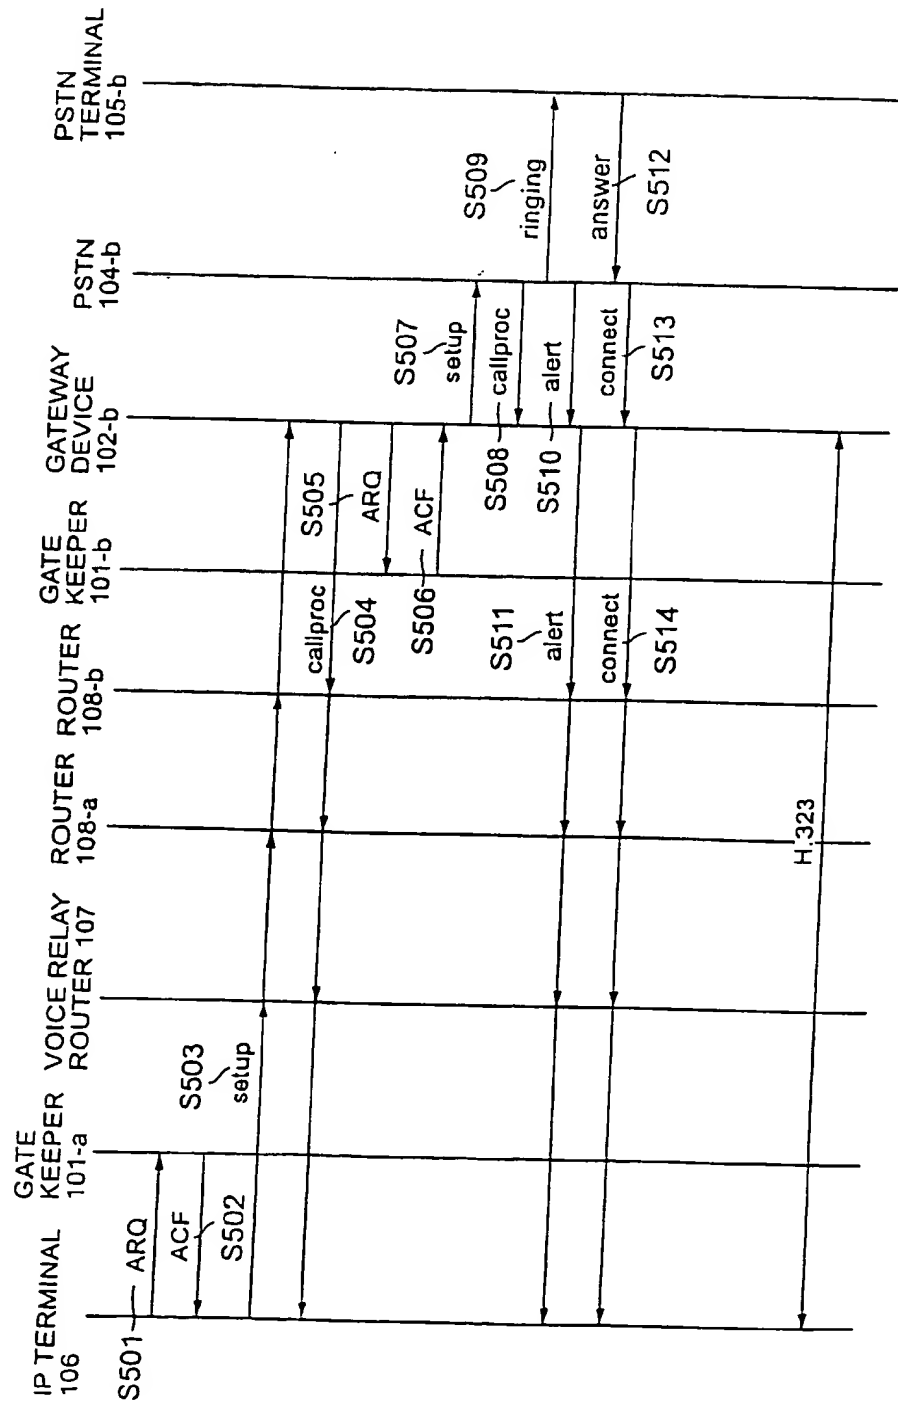 IP TERMINAL
106
GATE
KEEPER
101-a
VOICE RELAY
ROUTER 107
ROUTER
108-a
ROUTER
108-b
GATE
KEEPER
101-b
GATEWAY
DEVICE
102-b
PSTN
104-b
PSTN
TERMINAL
105-b
S501
ARQ
ACF
S502
S503
setup
callproc
S504
S505
ARQ
S506
ACF
S507
setup
S508
callproc
S509
ringing
S510
alert
S511
alert
answer
S512
connect
S513
connect
S514
H.323